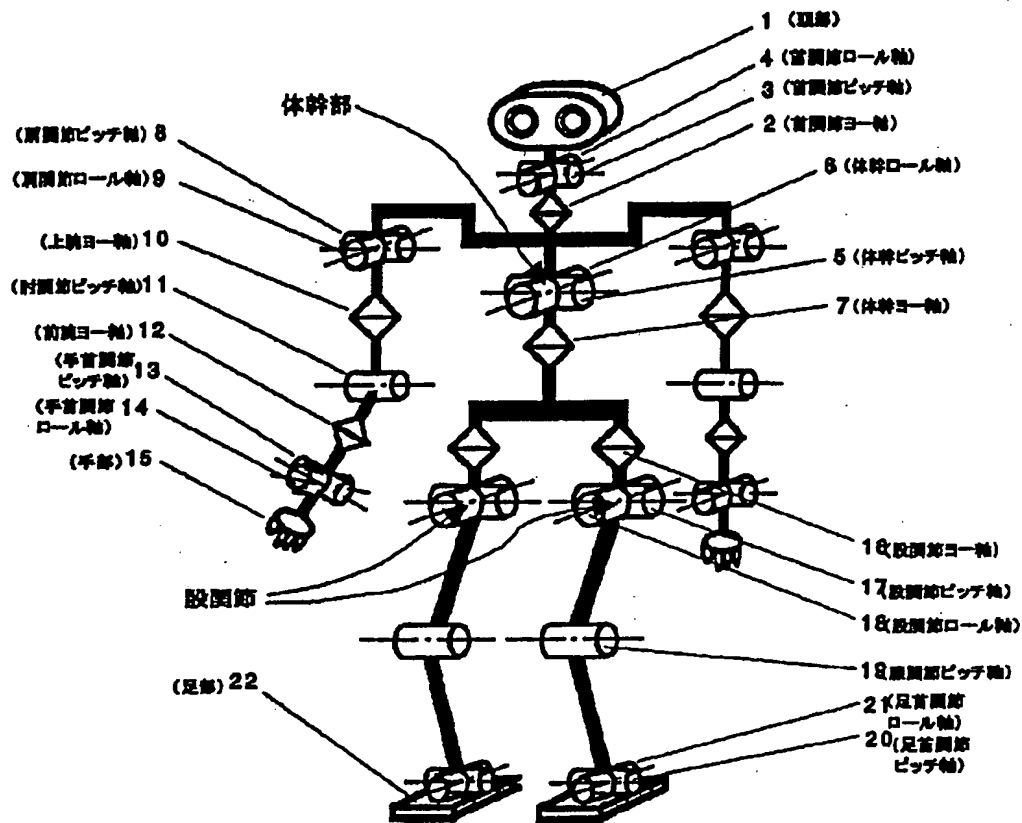 1 (頭部)
4 (首関節ロール軸)
3 (首関節ピッチ軸)
2 (首関節ヨー軸)
6 (体幹ロール軸)
5 (体幹ピッチ軸)
7 (体幹ヨー軸)
体幹部
(肩関節ピッチ軸) 8
(肩関節ロール軸) 9
(上腕ヨー軸) 10
(肘関節ピッチ軸) 11
(前腕ヨー軸) 12
(手首関節
ピッチ軸) 13
(手首関節 14
ロール軸)
(手部) 15
股関節
16 (股関節ヨー軸)
17 (股関節ピッチ軸)
18 (股関節ロール軸)
19 (膝関節ピッチ軸)
21 (足首関節
ロール軸)
20 (足首関節
ピッチ軸)
(足部) 22